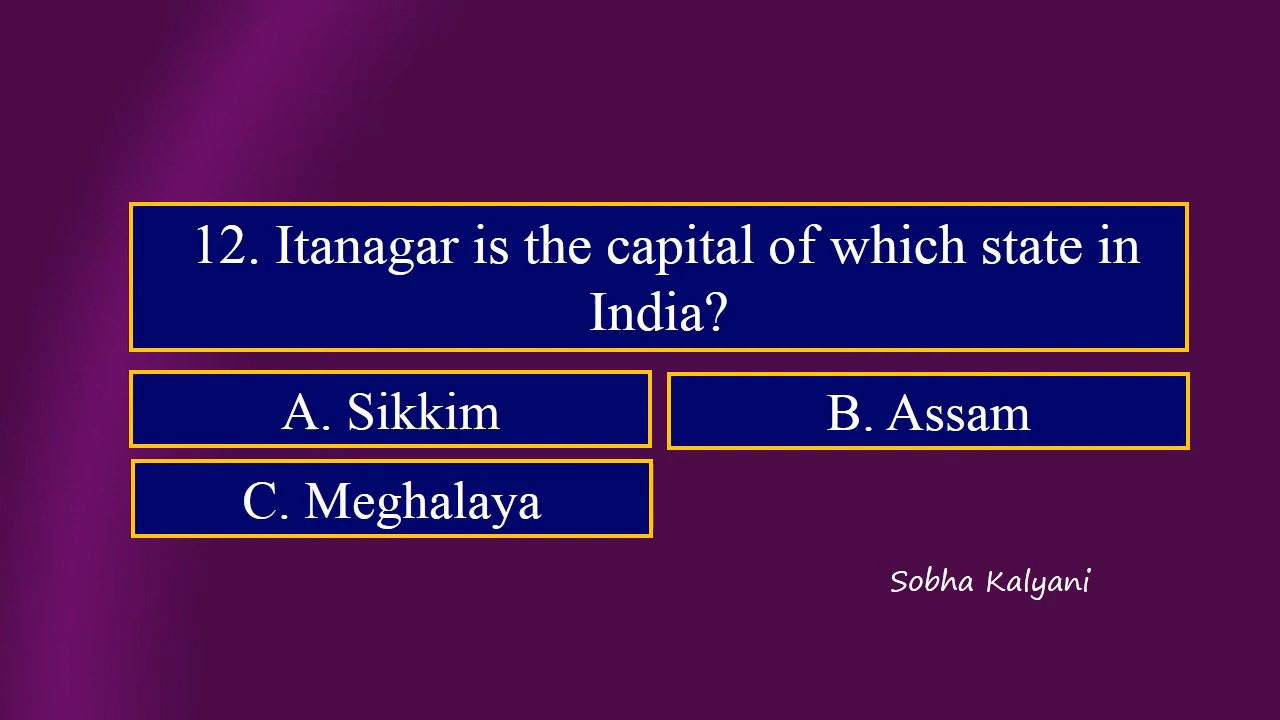 12. Itanagar is the capital of which state in
India?
A. Sikkim
B. Assam
C. Meghalaya
Sobha Kalyani